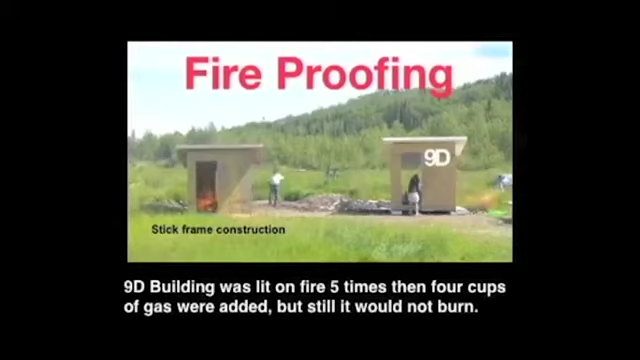 Fire Proofing
9D
Stick frame construction
9D Building was lit on fire 5 times then four cups
of gas were added, but still it would not burn.